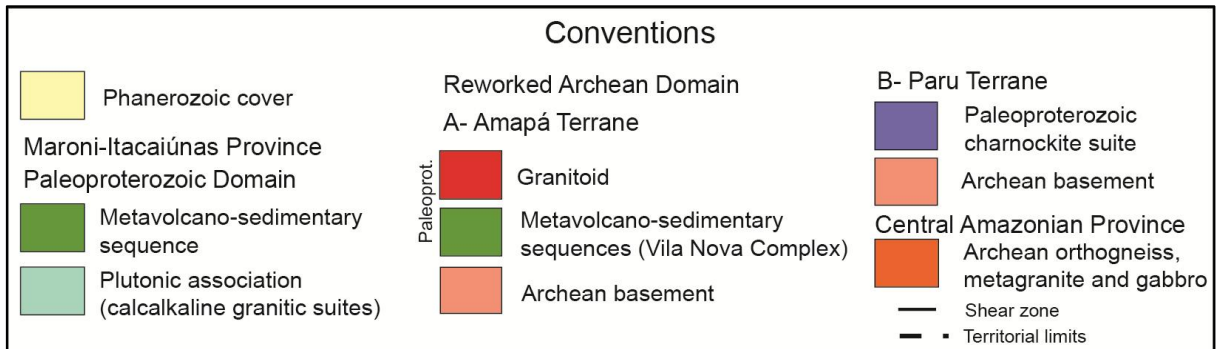 Conventions
Phanerozoic cover
Maroni-Itacaiúnas Province
Paleoproterozoic Domain
Metavolcano-sedimentary
sequence
Plutonic association
(calcalkaline granitic suites)
Reworked Archean Domain
A- Amapá Terrane
Paleoprot.
Granitoid
Metavolcano-sedimentary
sequences (Vila Nova Complex)
Archean basement
B- Paru Terrane
Paleoproterozoic
charnockite suite
Archean basement
Central Amazonian Province
Archean orthogneiss,
metagranite and gabbro
Shear zone
Territorial limits